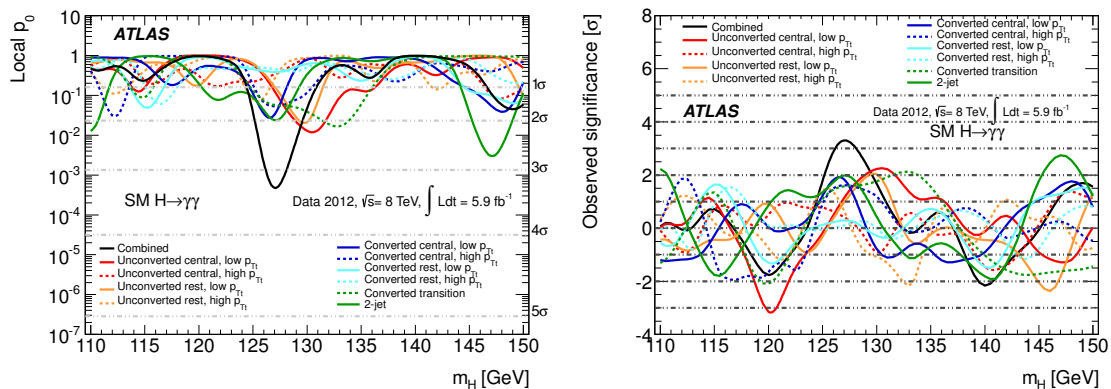 Local p0
ATLAS
1
10-1
10-2
10-3
10-4
10-5
10-6
10-7
1σ
2σ
3σ
4σ
5σ
SM H→γγ
Data 2012, √s= 8 TeV, ∫ Ldt = 5.9 fb-1
Combined
Unconverted central, low pTt
Unconverted central, high pTt
Unconverted rest, low pTt
Unconverted rest, high pTt
Converted central, low pTt
Converted central, high pTt
Converted rest, low pTt
Converted rest, high pTt
Converted transition
2-jet
110 115 120 125 130 135 140 145 150
mH [GeV]
Observed significance [σ]
8
6
4
2
0
-2
-4
Combined
Unconverted central, low pTt
Unconverted central, high pTt
Unconverted rest, low pTt
Unconverted rest, high pTt
Converted central, low pTt
Converted central, high pTt
Converted rest, low pTt
Converted rest, high pTt
Converted transition
2-jet
ATLAS
Data 2012, √s= 8 TeV, ∫ Ldt = 5.9 fb-1
SM H→γγ
110 115 120 125 130 135 140 145 150
mH [GeV]